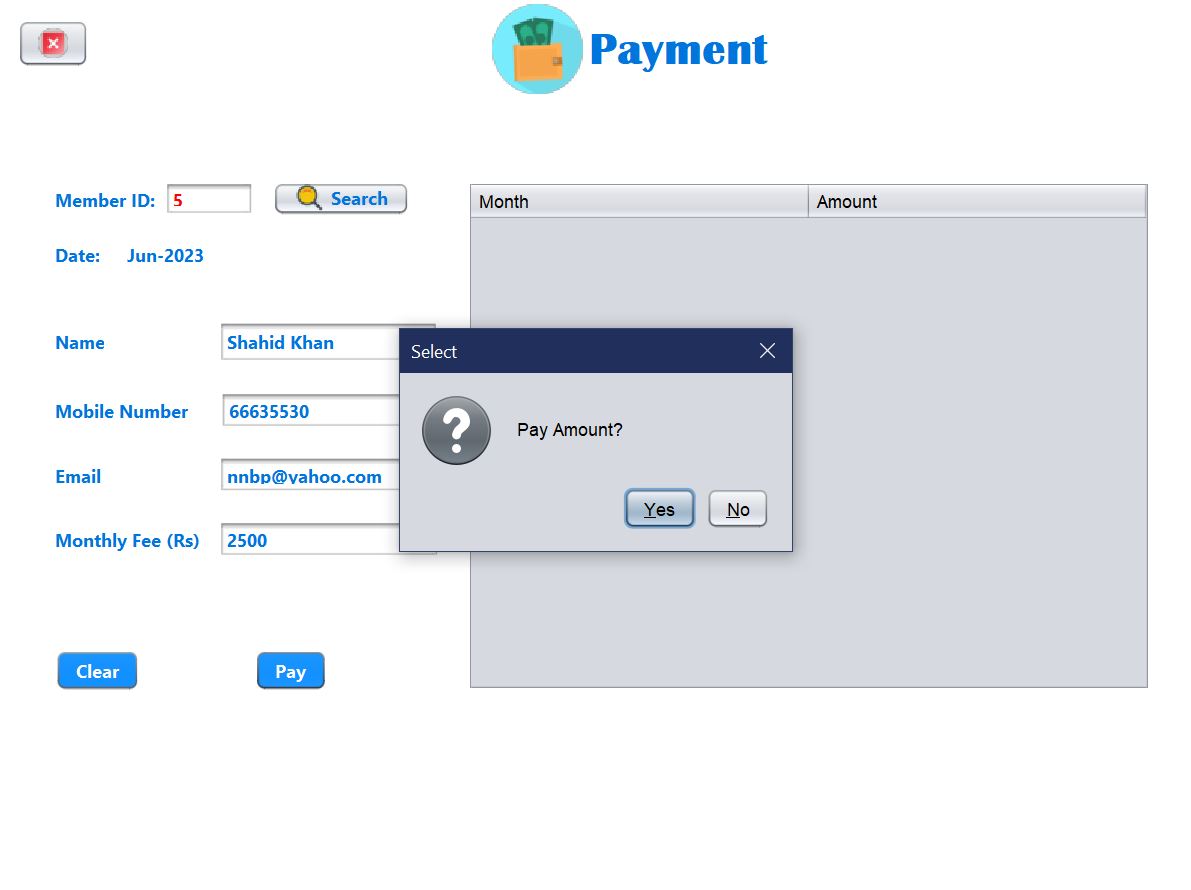 Payment
Member ID: 5 Search
Date: Jun-2023
Name Shahid Khan
Mobile Number 66635530
Email nnbp@yahoo.com
Monthly Fee (Rs) 2500
Clear Pay
Month Amount
Select
Pay Amount?
Yes No